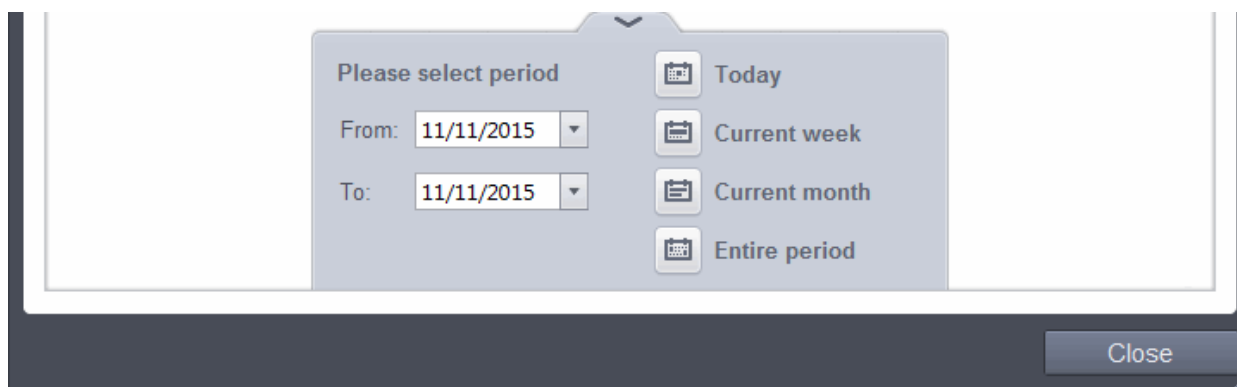 Please select period
From: 11/11/2015
To: 11/11/2015
Today
Current week
Current month
Entire period
Close